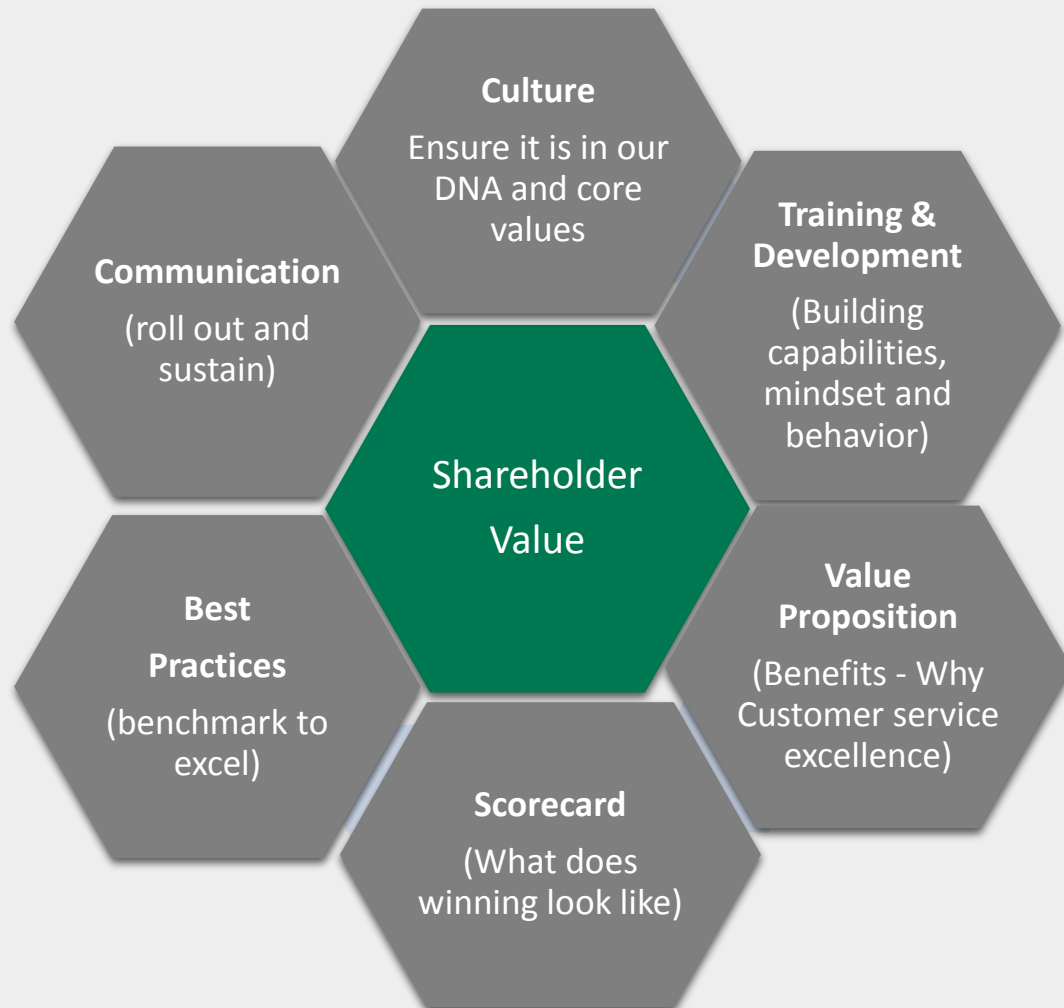 Culture
Ensure it is in our
DNA and core
values
Training &
Development
(Building
capabilities,
mindset and
behavior)
Communication
(roll out and
sustain)
Shareholder
Value
Value
Proposition
(Benefits - Why
Customer service
excellence)
Best
Practices
(benchmark to
excel)
Scorecard
(What does
winning look like)